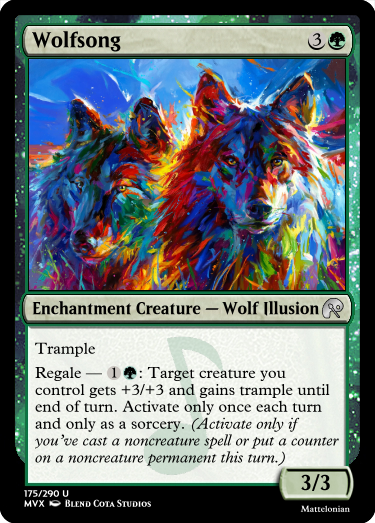 Wolfsong 3
Enchantment Creature — Wolf Illusion
Trample
Regale — 1 : Target creature you
control gets +3/+3 and gains trample until
end of turn. Activate only once each turn
and only as a sorcery. (Activate only if
you've cast a noncreature spell or put a counter
on a noncreature permanent this turn.)
3/3
175/290 U
MVX Blend Cota Studios
Mattelonian